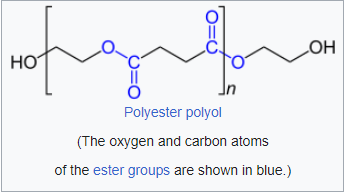 HO
O
O
C
C
O
O
OH
n
Polyester polyol
(The oxygen and carbon atoms
of the ester groups are shown in blue.)